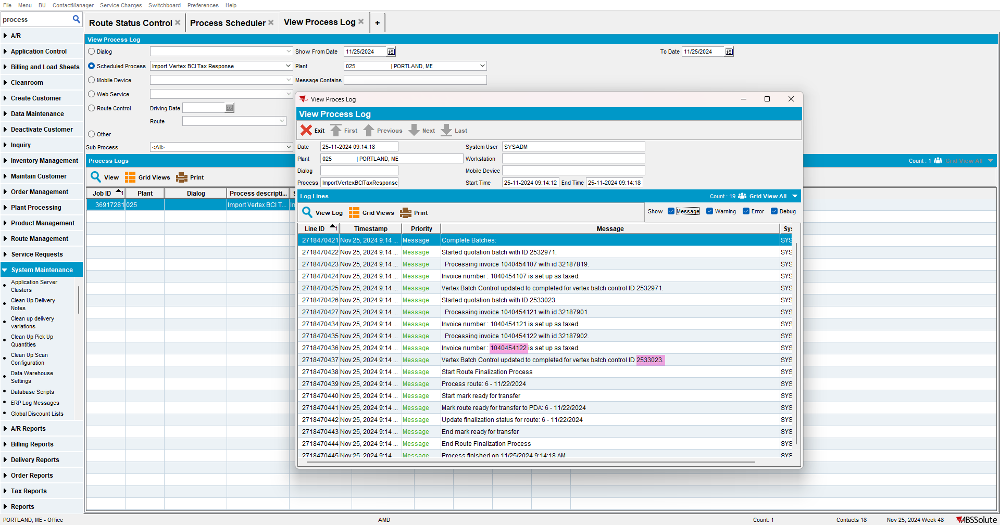 File Menu BU ContactManager Service Charges Switchboard Preferences Help
process
Route Status Control
Process Scheduler
View Process Log
+
A/R
Application Control
Billing and Load Sheets
Cleanroom
Create Customer
Data Maintenance
Deactivate Customer
Inquiry
Inventory Management
Maintain Customer
Order Management
Plant Processing
Product Management
Route Management
Service Requests
System Maintenance
Application Server
Clusters
Clean Up Delivery
Notes
Clean up delivery
variations
Clean Up Pick Up
Quantities
Clean Up Scan
Configuration
Data Warehouse
Settings
Database Scripts
ERP Log Messages
Global Discount Lists
A/R Reports
Billing Reports
Delivery Reports
Order Reports
Tax Reports
Reports
View Process Log
Dialog
Show From Date 11/25/2024 16
To Date 11/25/2024 16
Scheduled Process Import Vertex BCI Tax Response
Plant 025 | PORTLAND, ME
Mobile Device
Message Contains
Web Service
Route Control Driving Date 16
Route
Other
Sub Process <All>
Process Logs
Count : 1 Grid View All
View Grid Views Print
Job ID 1 Plant Dialog Process descripti... S
36917281 025 Import Vertex BCI T... In
View Proces Log
View Process Log
Exit First Previous Next Last
Date 25-11-2024 09:14:18 System User SYSADM
Plant 025 | PORTLAND, ME Workstation
Dialog Mobile Device
Process ImportVertexBCITaxResponse Start Time 25-11-2024 09:14:12 End Time 25-11-2024 09:14:18
Log Lines Count : 19 Grid View All
View Log Grid Views Print Show Message Warning Error Debug
Line ID 1 Timestamp Priority Message Sys
2718470421 Nov 25, 2024 9:14 ... Message Complete Batches: SYS
2718470422 Nov 25, 2024 9:14 ... Message Started quotation batch with ID 2532971. SYS
2718470423 Nov 25, 2024 9:14 ... Message Processing invoice 1040454107 with id 32187819. SYS
2718470424 Nov 25, 2024 9:14 ... Message Invoice number : 1040454107 is set up as taxed. SYS
2718470425 Nov 25, 2024 9:14 ... Message Vertex Batch Control updated to completed for vertex batch control ID 2532971. SYS
2718470426 Nov 25, 2024 9:14 ... Message Started quotation batch with ID 2533023. SYS
2718470427 Nov 25, 2024 9:14 ... Message Processing invoice 1040454121 with id 32187901. SYS
2718470434 Nov 25, 2024 9:14 ... Message Invoice number : 1040454121 is set up as taxed. SYS
2718470435 Nov 25, 2024 9:14 ... Message Processing invoice 1040454122 with id 32187902. SYS
2718470436 Nov 25, 2024 9:14 ... Message Invoice number : 1040454122 is set up as taxed. SYS
2718470437 Nov 25, 2024 9:14 ... Message Vertex Batch Control updated to completed for vertex batch control ID 2533023. SYS
2718470438 Nov 25, 2024 9:14 ... Message Start Route Finalization Process SYS
2718470439 Nov 25, 2024 9:14 ... Message Process route: 6 - 11/22/2024 SYS
2718470440 Nov 25, 2024 9:14 ... Message Start mark ready for transfer SYS
2718470441 Nov 25, 2024 9:14 ... Message Mark route ready for transfer to PDA: 6 - 11/22/2024 SYS
2718470442 Nov 25, 2024 9:14 ... Message Update finalization status for route: 6 - 11/22/2024 SYS
2718470443 Nov 25, 2024 9:14 ... Message End mark ready for transfer SYS
2718470444 Nov 25, 2024 9:14 ... Message End Route Finalization Process SYS
2718470445 Nov 25, 2024 9:14 ... Message Process finished on 11/25/2024 9:14:18 AM SYS
PORTLAND, ME - Office AMD Count: 1 Contacts 18 Nov 25, 2024 Week 48 ABSSolute